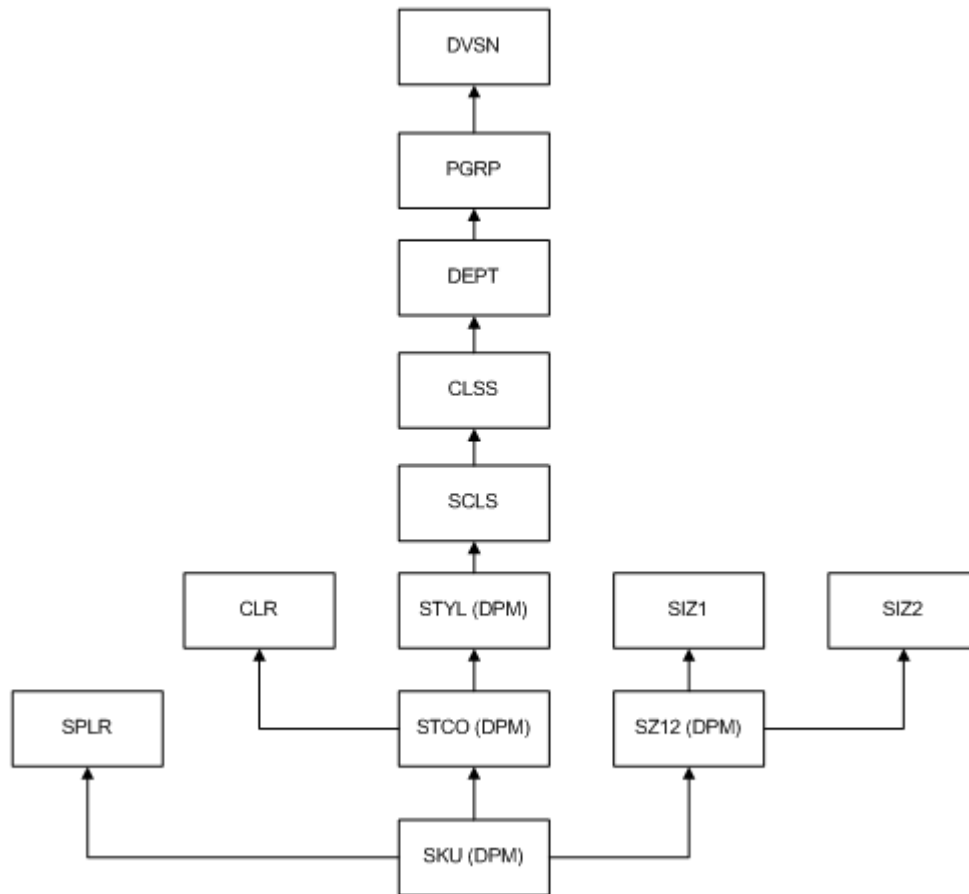 DVSN
PGRP
DEPT
CLSS
SCLS
CLR
STYL (DPM)
SIZ1
SIZ2
SPLR
STCO (DPM)
SZ12 (DPM)
SKU (DPM)